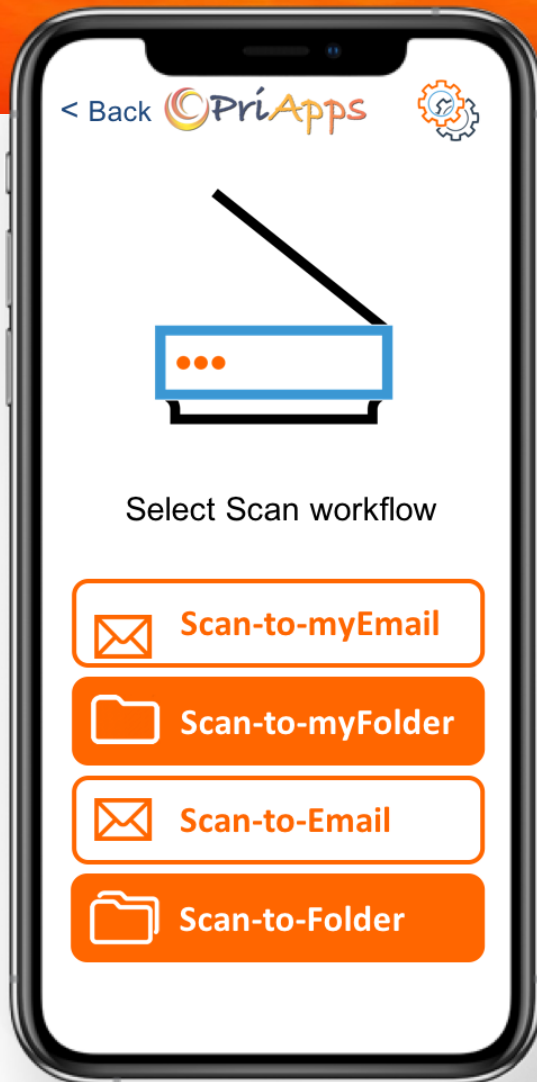 < Back PriApps
Select Scan workflow
Scan-to-myEmail
Scan-to-myFolder
Scan-to-Email
Scan-to-Folder